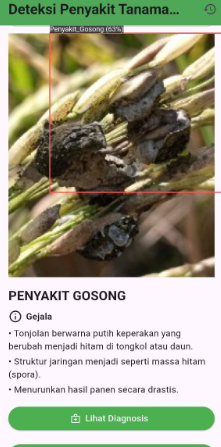 Deteksi Penyakit Tanama...
Penyakit_Gosong (63%)
PENYAKIT GOSONG
Gejala
• Tonjolan berwarna putih keperakan yang
berubah menjadi hitam di tongkol atau daun.
• Struktur jaringan menjadi seperti massa hitam
(spora).
• Menurunkan hasil panen secara drastis.
Lihat Diagnosis